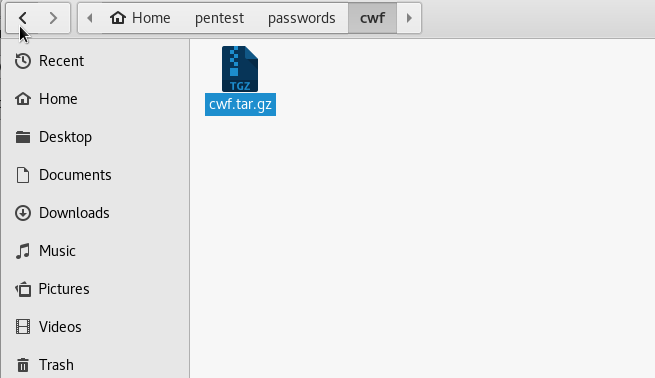 Home pentest passwords cwf
Recent
Home
Desktop
Documents
Downloads
Music
Pictures
Videos
Trash
TGZ
cwf.tar.gz